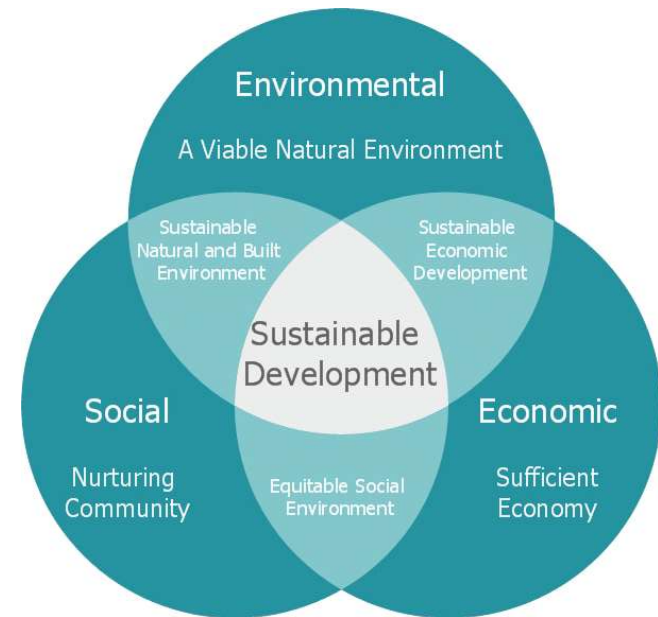 Environmental
A Viable Natural Environment
Sustainable
Natural and Built
Environment
Sustainable
Economic
Development
Sustainable
Development
Social
Nurturing
Community
Equitable Social
Environment
Economic
Sufficient
Economy